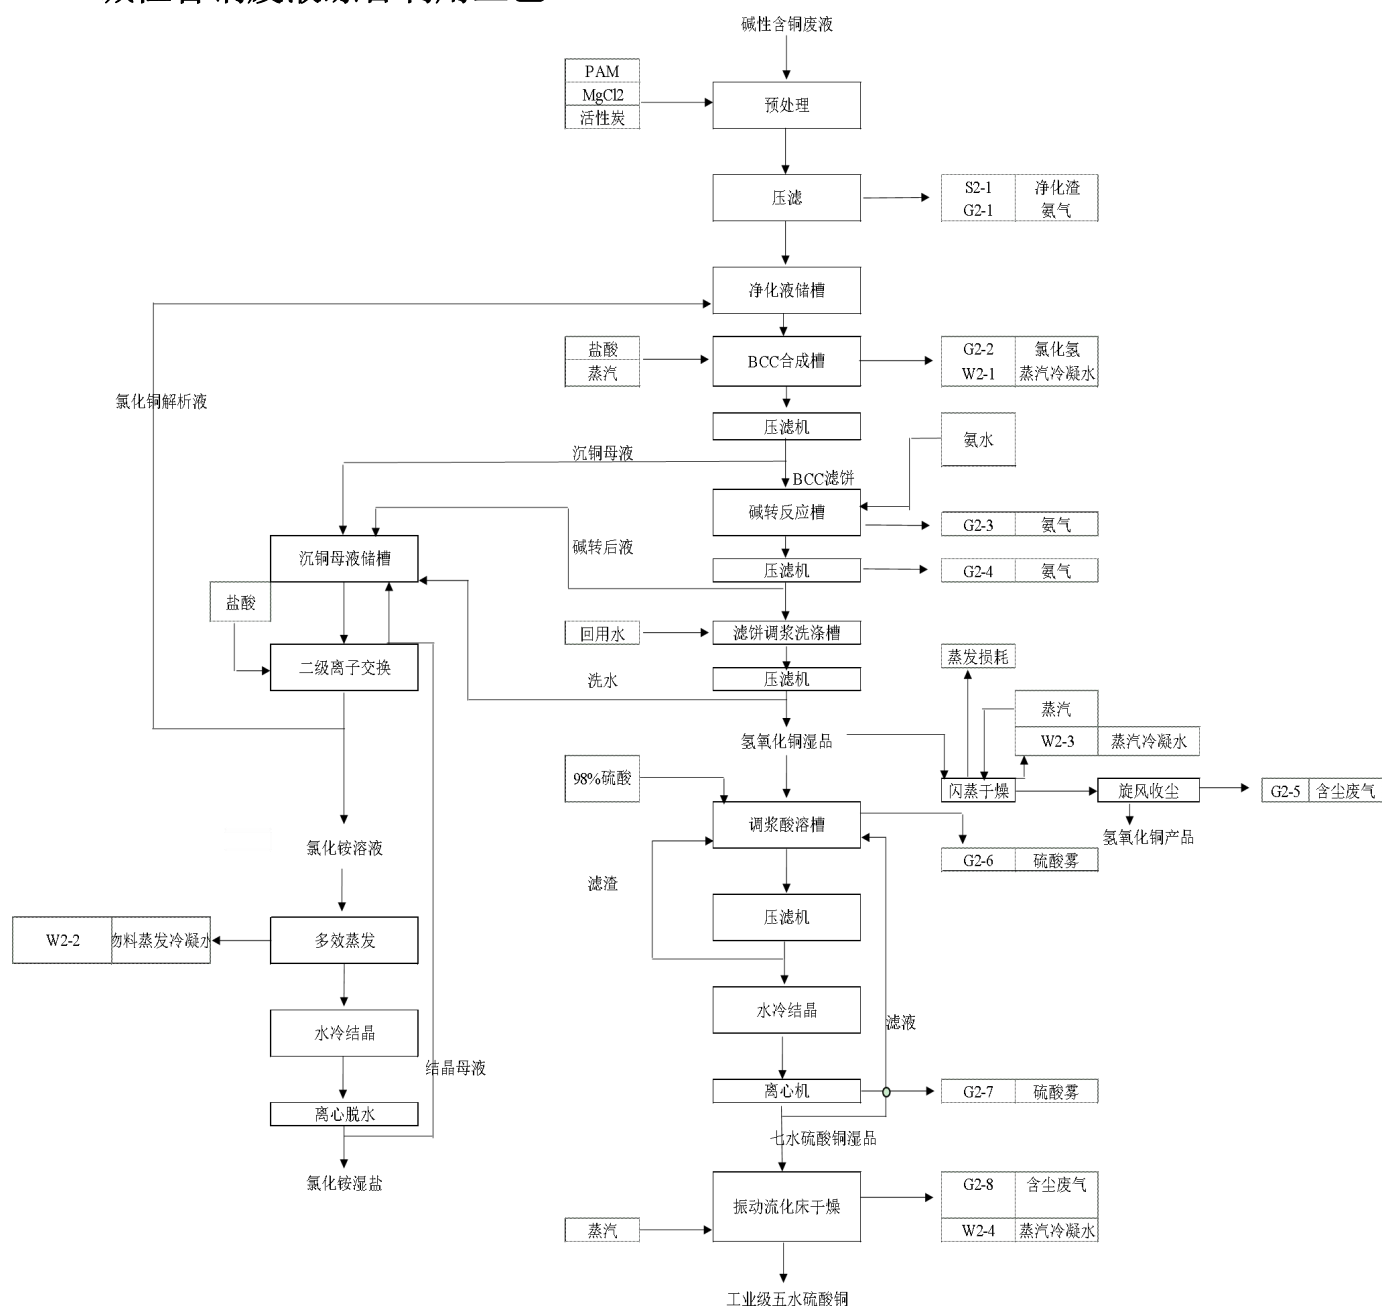 碱性含铜废液
PAM
MgCl2
活性炭
预处理
压滤
S2-1 净化渣
G2-1 氨气
净化液储槽
盐酸
蒸汽
BCC合成槽
G2-2 氯化氢
W2-1 蒸汽冷凝水
氯化铜解析液
压滤机
氨水
沉铜母液
BCC滤饼
碱转反应槽
G2-3 氨气
碱转后液
沉铜母液储槽
压滤机
G2-4 氨气
盐酸
回用水
滤饼调浆洗涤槽
二级离子交换
洗水
压滤机
蒸发损耗
蒸汽
氢氧化铜湿品
W2-3 蒸汽冷凝水
98%硫酸
闪蒸干燥
旋风收尘
G2-5 含尘废气
调浆酸溶槽
氢氧化铜产品
氯化铵溶液
G2-6 硫酸雾
滤渣
压滤机
W2-2 物料蒸发冷凝水
多效蒸发
水冷结晶
滤液
水冷结晶
结晶母液
离心机
G2-7 硫酸雾
离心脱水
七水硫酸铜湿品
氯化铵湿盐
G2-8 含尘废气
振动流化床干燥
蒸汽
W2-4 蒸汽冷凝水
工业级五水硫酸铜